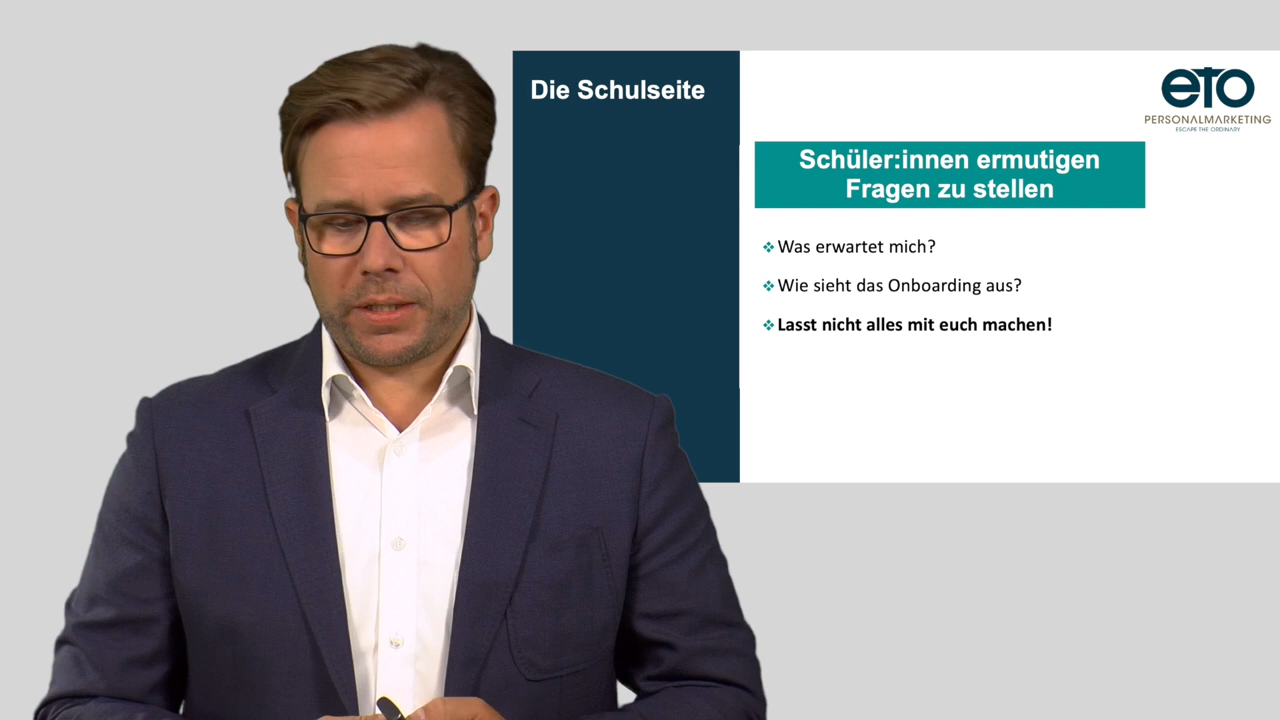 Die Schulseite
eTO
PERSONALMARKETING
ESCAPE THE ORDINARY
Schüler:innen ermutigen
Fragen zu stellen
❖Was erwartet mich?
❖Wie sieht das Onboarding aus?
❖Lasst nicht alles mit euch machen!